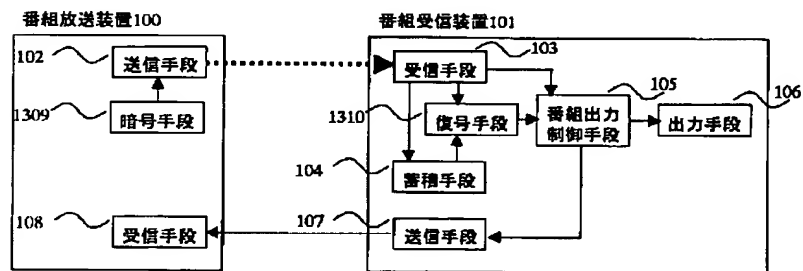 番組放送装置100
102
送信手段
1309
暗号手段
108
受信手段
番組受信装置101
103
受信手段
105
106
1310
復号手段
番組出力
制御手段
出力手段
104
蓄積手段
107
送信手段